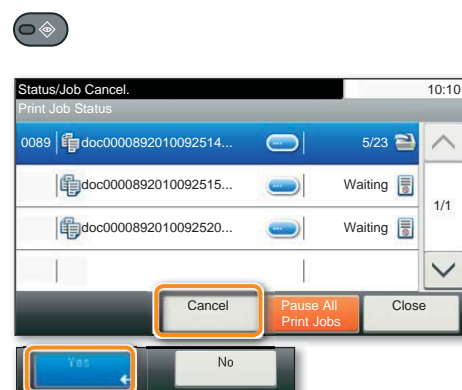 Status/Job Cancel. 10:10
Print Job Status
0089 doc0000892010092514... ... 5/23
doc0000892010092515... ... Waiting
1/1
doc0000892010092520... ... Waiting
Cancel Pause All Print Jobs Close
Yes No